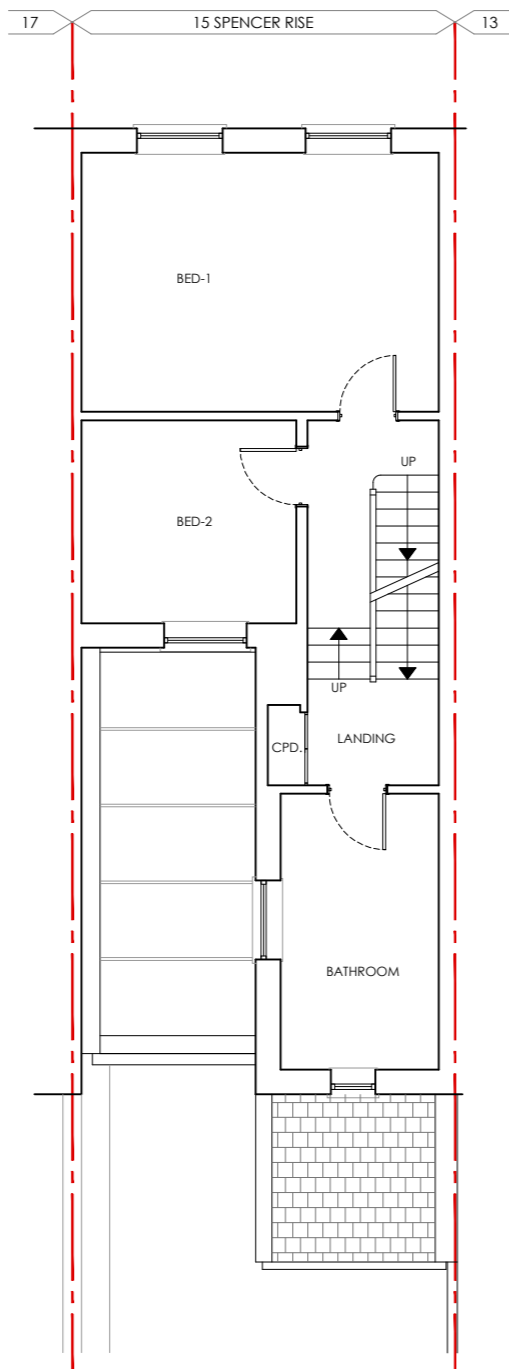 17
15 SPENCER RISE
13
BED-1
UP
BED-2
UP
LANDING
CPD.
BATHROOM